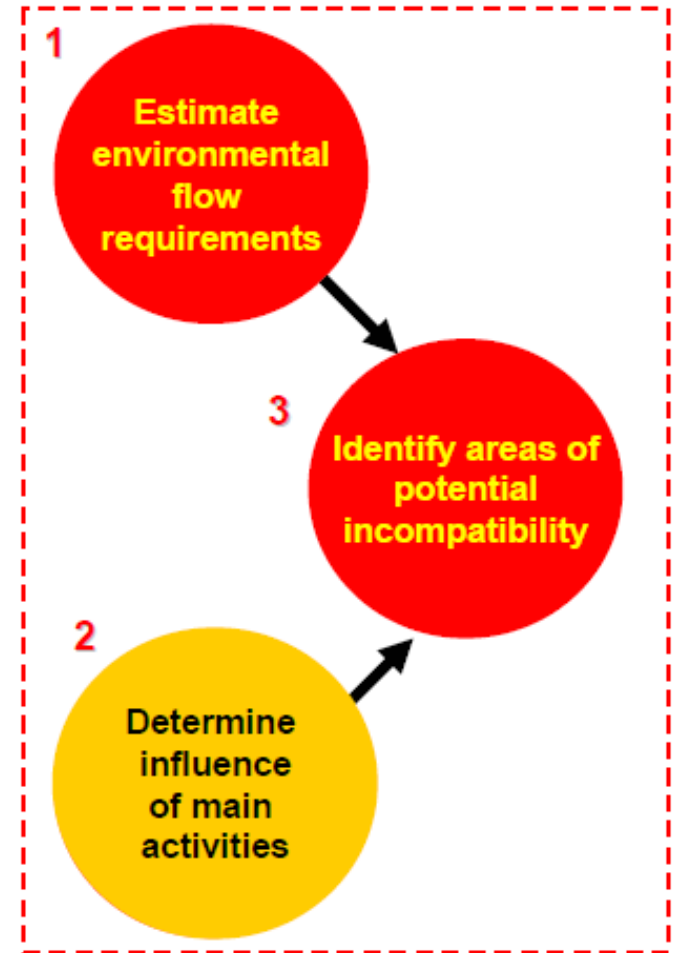 1
Estimate
environmental
flow
requirements
3
Identify areas of
potential
incompatibility
2
Determine
influence
of main
activities